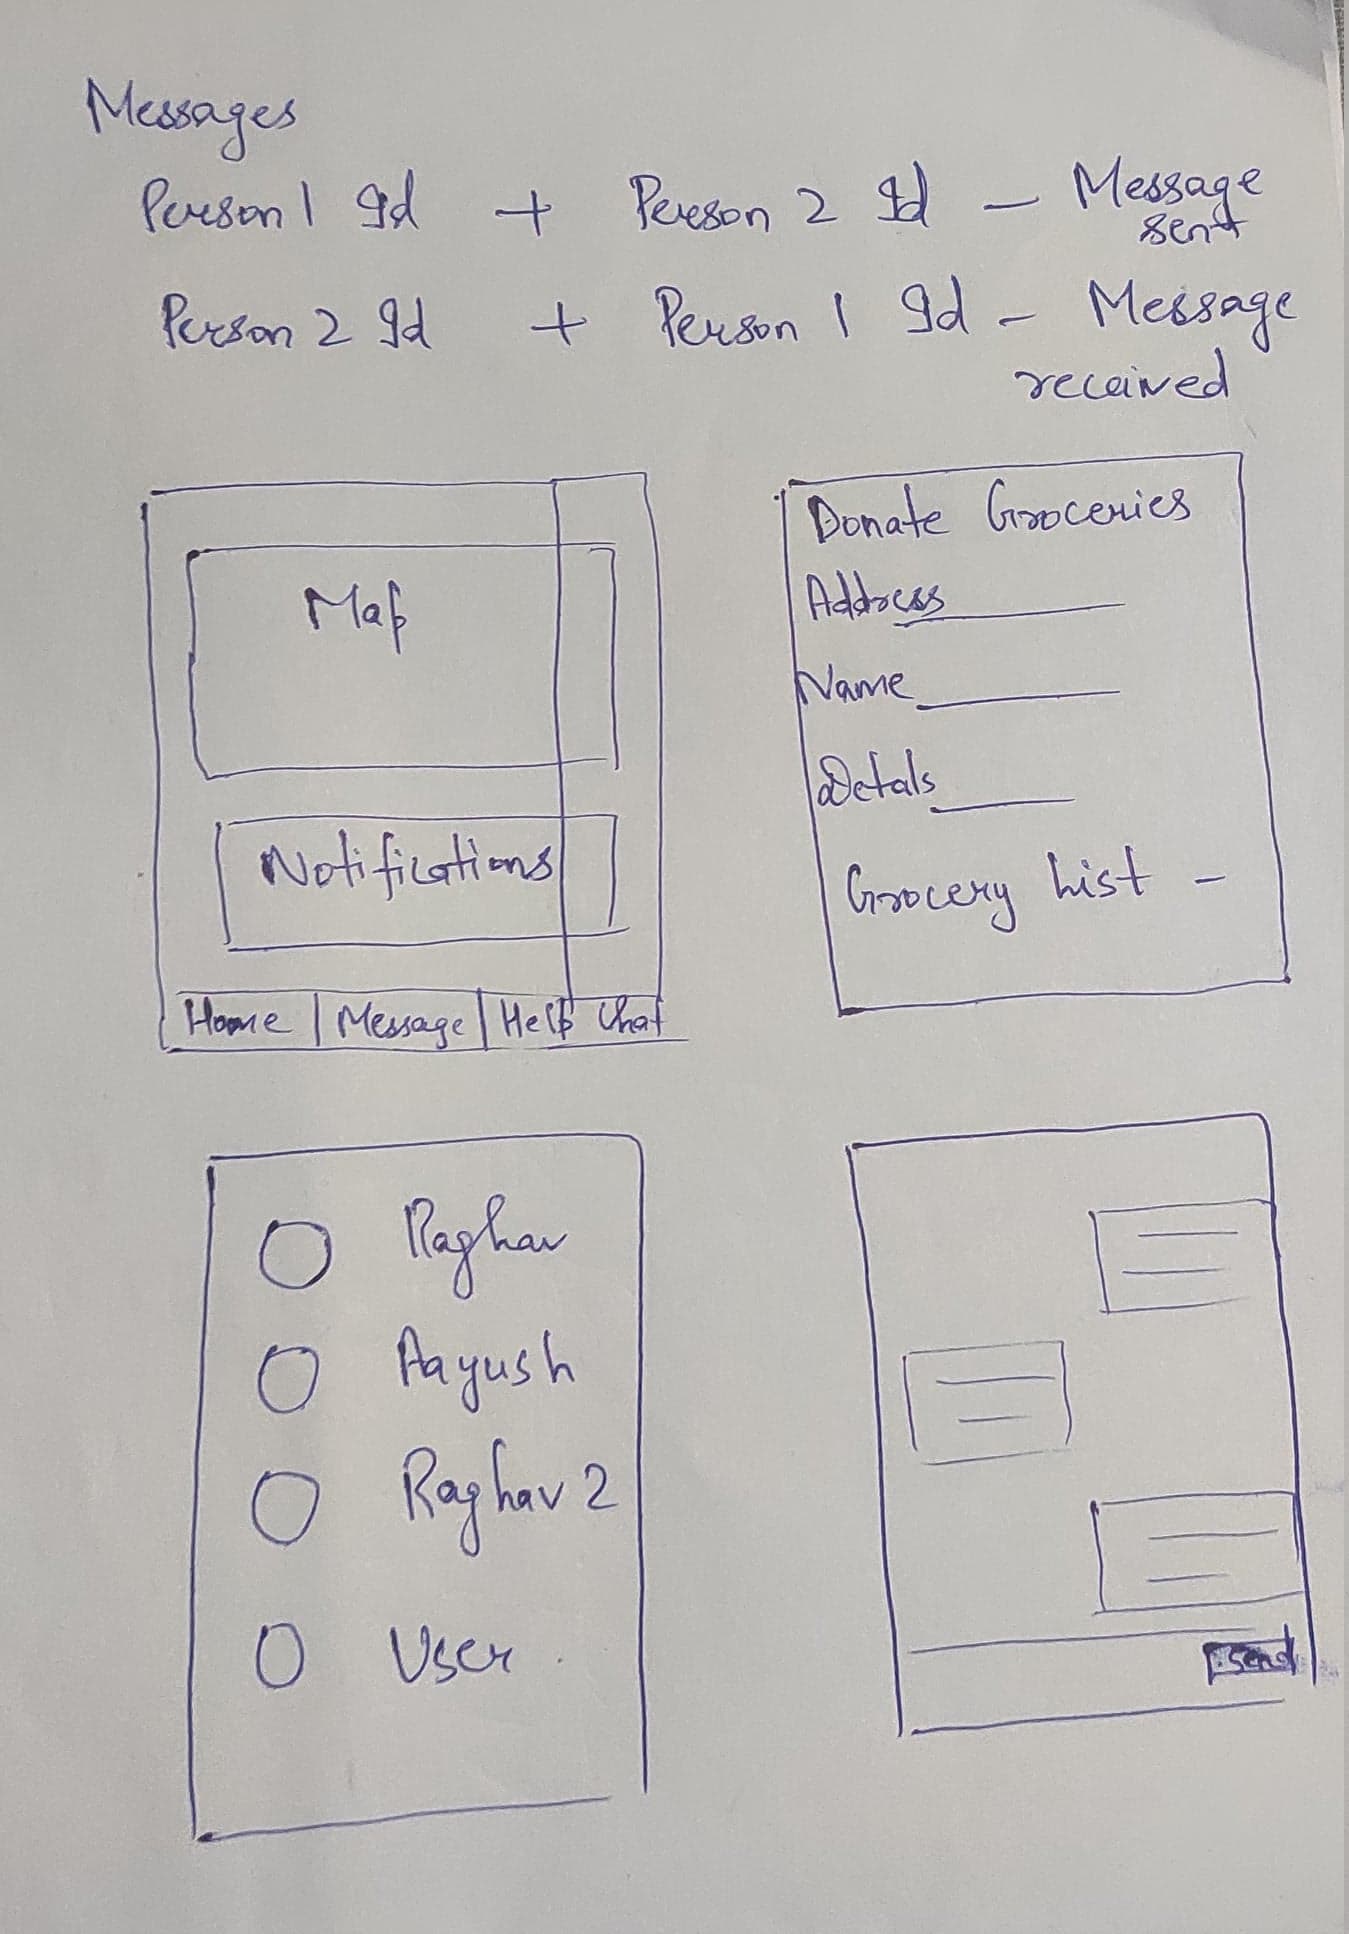 Messages
Person 1 Id + Person 2 Id - Message
sent
Person 2 Id + Person 1 Id - Message
received
Map
Notifications
Home | Message | Help Chat
Donate Groceries
Address
Name
Detals
Grocery List -
Raghav
Aayush
Raghav 2
User
Send